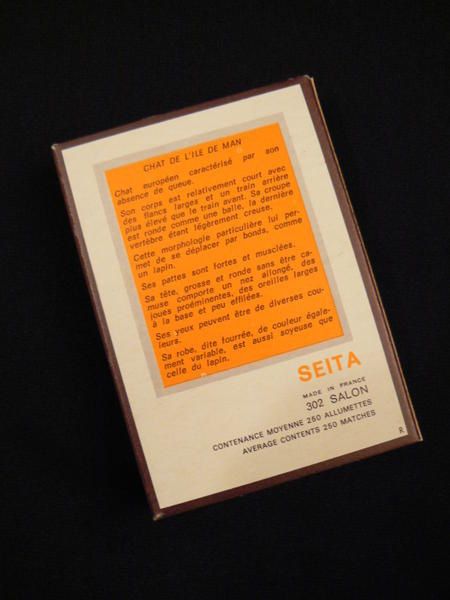 CHAT DE L'ILE DE MAN
Chat européen caractérisé par son
absence de queue.
Son corps est relativement court avec
des flancs larges et un train arrière
plus élevé que le train avant. Sa croupe
est ronde comme une balle, la dernière
vertèbre étant légèrement creuse.
Cette morphologie particulière lui per-
met de se déplacer par bonds, comme
un lapin.
Ses pattes sont fortes et musclées.
Sa tête, grosse et ronde sans être ca-
muse comporte un nez allongé, des
joues proéminentes, des oreilles larges
à la base et peu effilées.
Ses yeux peuvent être de diverses cou-
leurs.
Sa robe, dite fourrée, de couleur égale-
ment variable, est aussi soyeuse que
celle du lapin.
SEITA
MADE IN FRANCE
302 SALON
CONTENANCE MOYENNE 250 ALLUMETTES
AVERAGE CONTENTS 250 MATCHES
R.